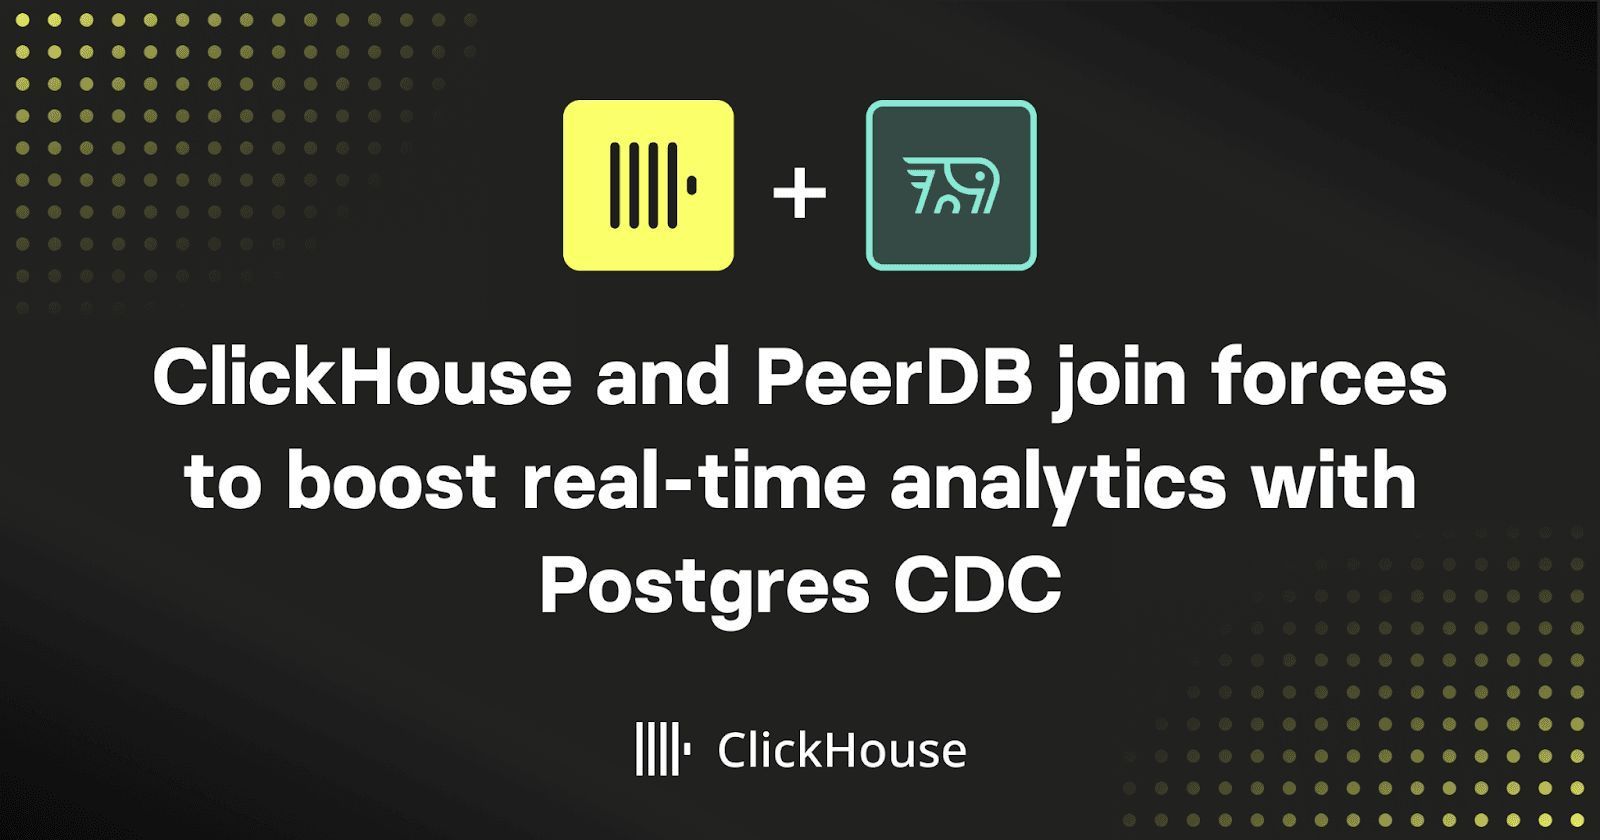 ClickHouse and PeerDB join forces
to boost real-time analytics with
Postgres CDC
ClickHouse